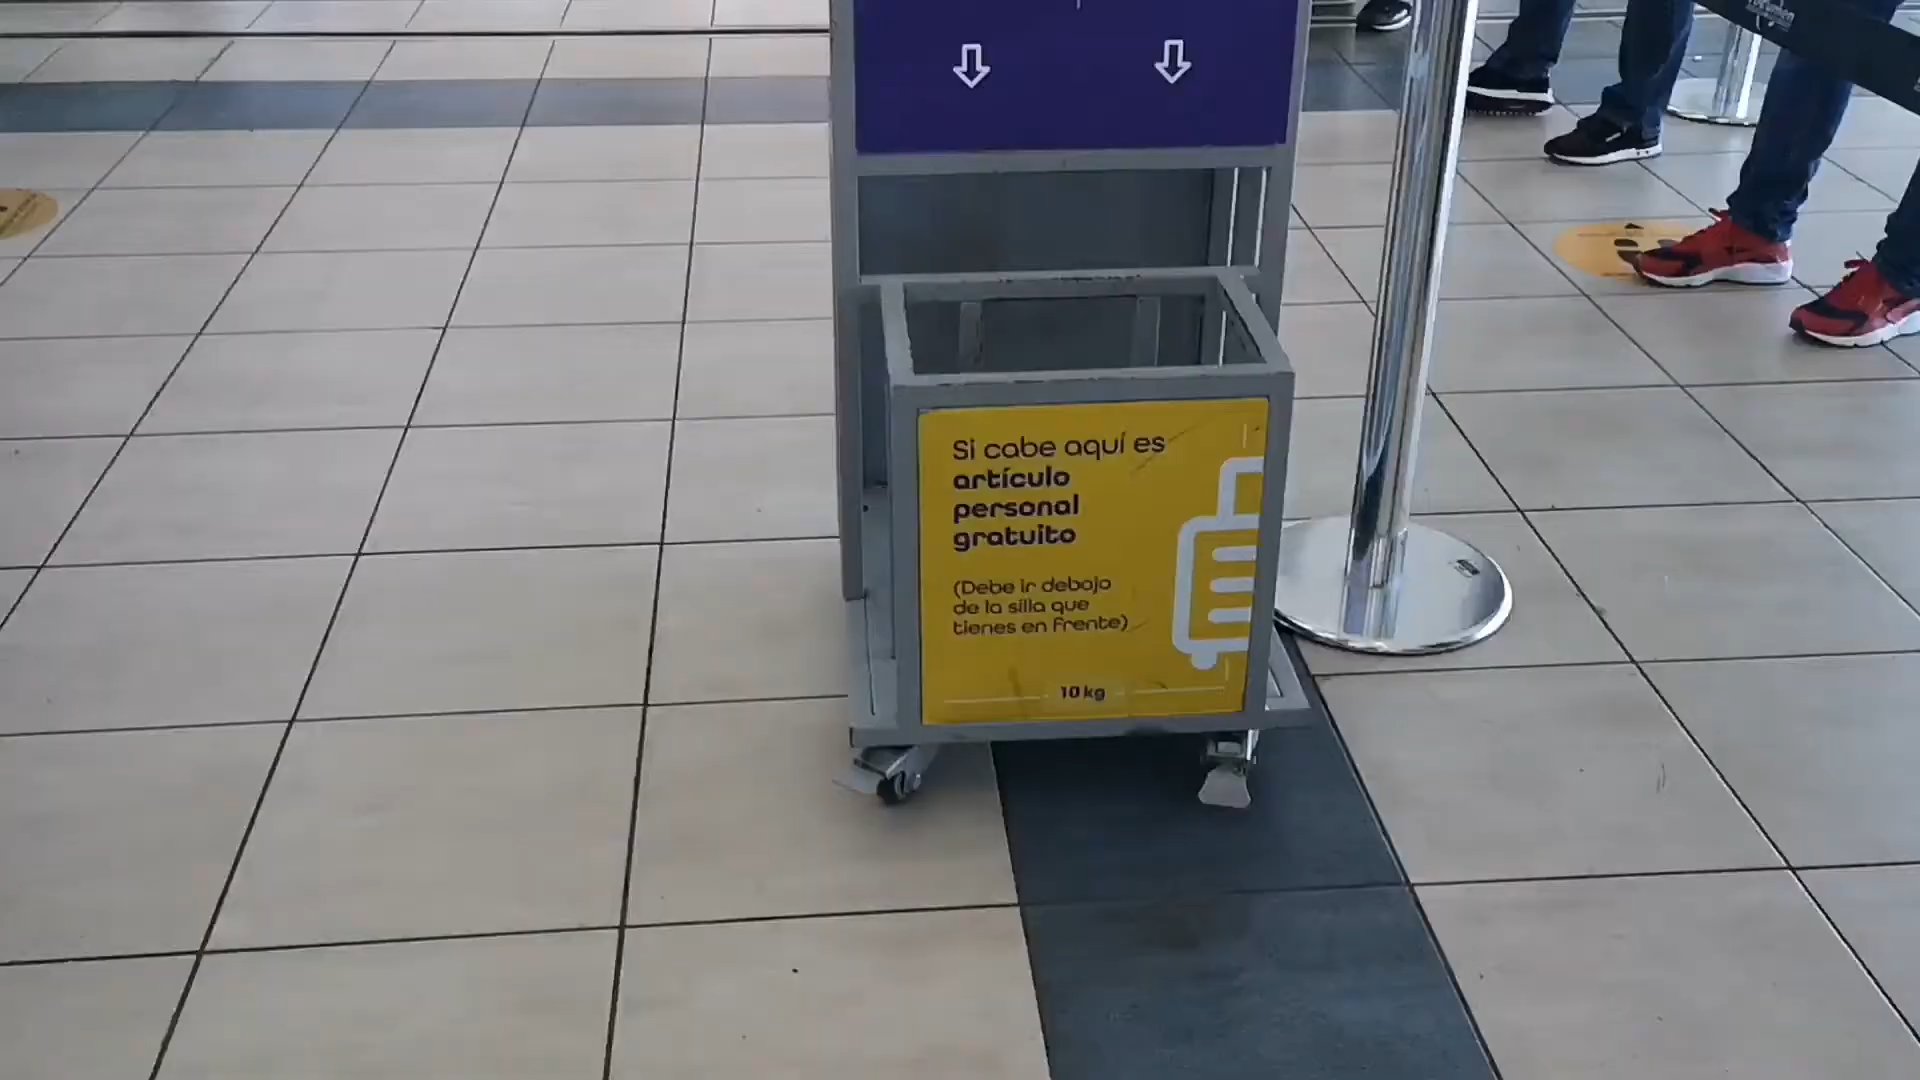 Si cabe aquí es
artículo
personal
gratuito
(Debe ir debajo
de la silla que
tienes en frente)
10 kg